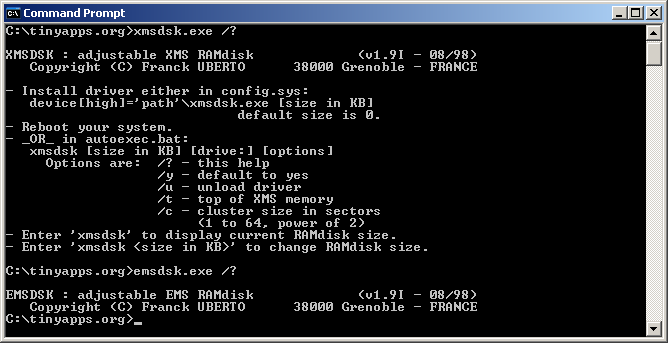 Command Prompt
C:\tinyapps.org>xmsdsk.exe /?
XMSDSK : adjustable XMS RAMdisk (v1.9I - 08/98)
Copyright (C) Franck UBERTO 38000 Grenoble - FRANCE
- Install driver either in config.sys:
device[high]='path'\xmsdsk.exe [size in KB]
default size is 0.
- Reboot your system.
- _OR_ in autoexec.bat:
xmsdsk [size in KB] [drive:] [options]
Options are: /? - this help
/y - default to yes
/u - unload driver
/t - top of XMS memory
/c - cluster size in sectors
(1 to 64, power of 2)
- Enter 'xmsdsk' to display current RAMdisk size.
- Enter 'xmsdsk <size in KB>' to change RAMdisk size.
C:\tinyapps.org>emsdsk.exe /?
EMSDSK : adjustable EMS RAMdisk (v1.9I - 08/98)
Copyright (C) Franck UBERTO 38000 Grenoble - FRANCE
C:\tinyapps.org>_